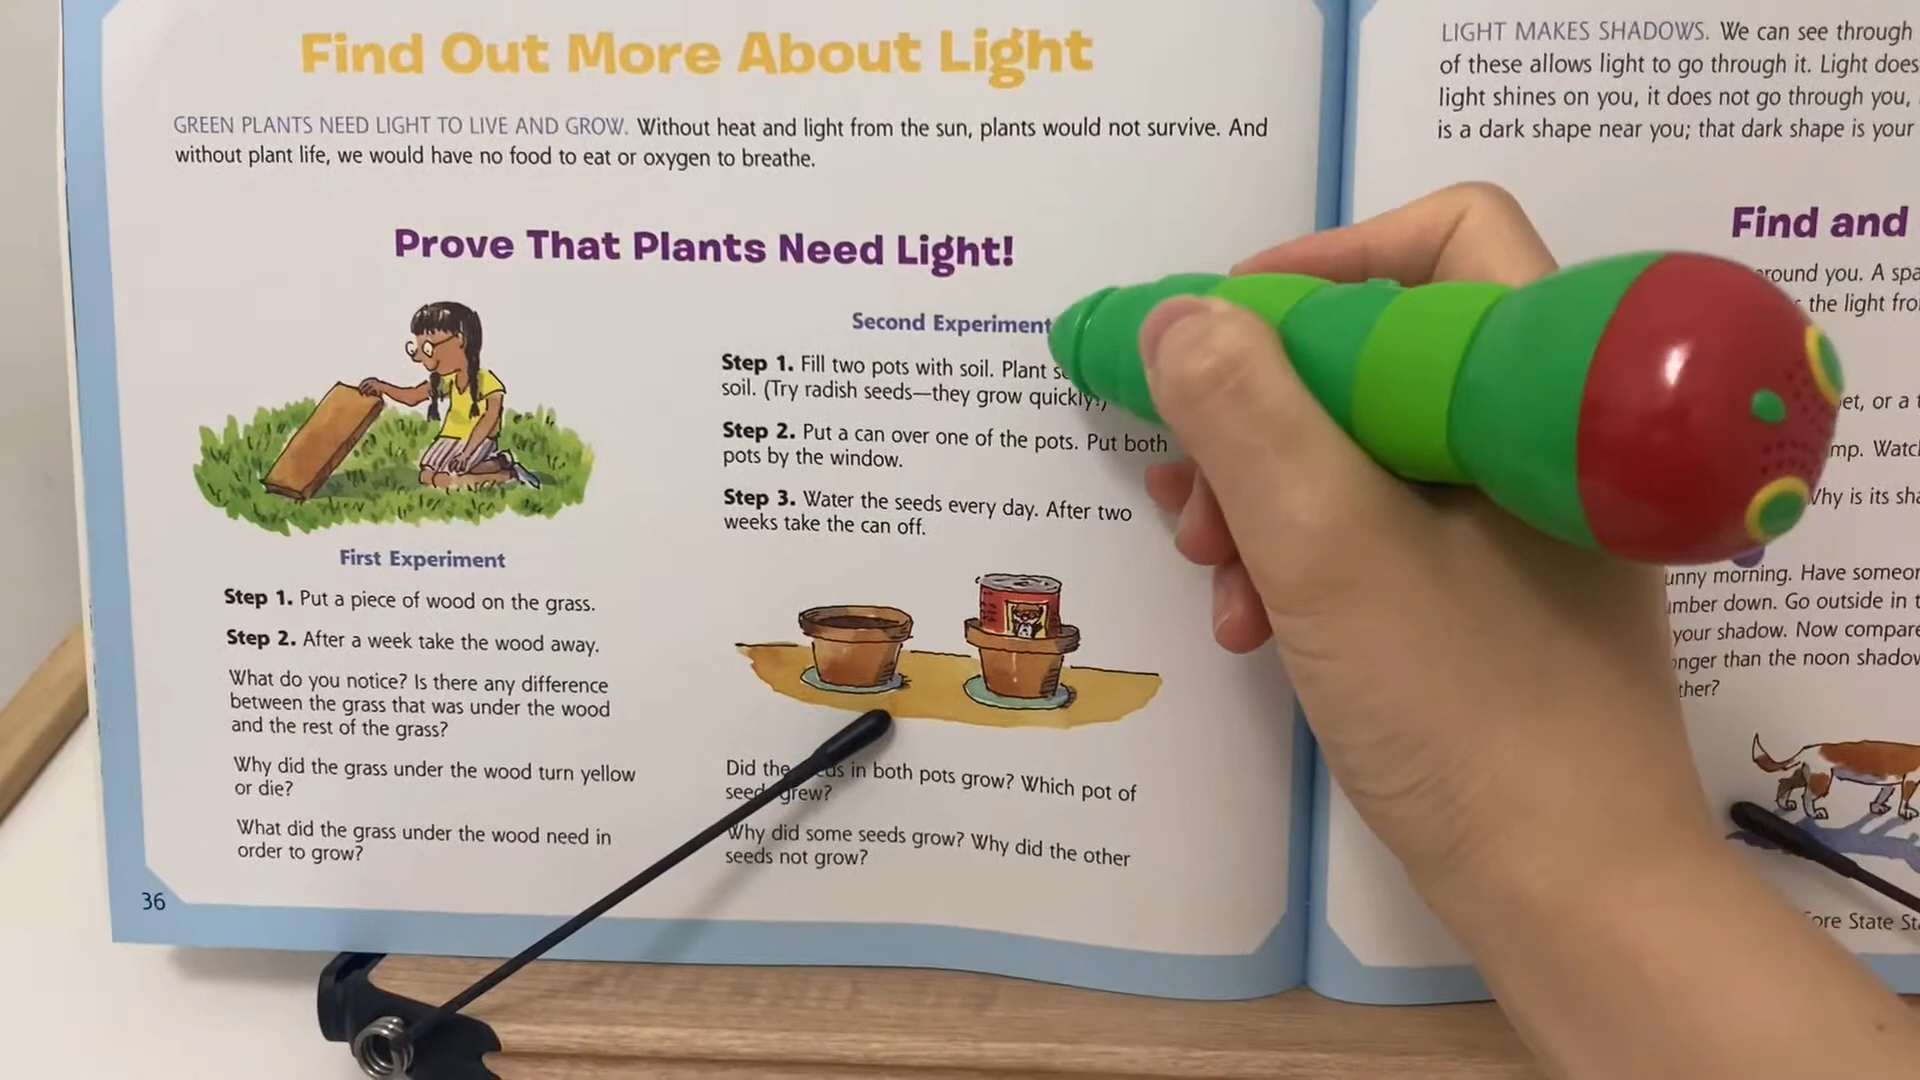 Find Out More About Light
GREEN PLANTS NEED LIGHT TO LIVE AND GROW. Without heat and light from the sun, plants would not survive. And
without plant life, we would have no food to eat or oxygen to breathe.
Prove That Plants Need Light!
First Experiment
Step 1. Put a piece of wood on the grass.
Step 2. After a week take the wood away.
What do you notice? Is there any difference
between the grass that was under the wood
and the rest of the grass?
Why did the grass under the wood turn yellow
or die?
What did the grass under the wood need in
order to grow?
Second Experiment
Step 1. Fill two pots with soil. Plant
soil. (Try radish seeds—they grow quickly!)
Step 2. Put a can over one of the pots. Put both
pots by the window.
Step 3. Water the seeds every day. After two
weeks take the can off.
Did the in both pots grow? Which pot of
grew?
Why did some seeds grow? Why did the other
seeds not grow?
36
LIGHT MAKES SHADOWS. We can see through
of these allows light to go through it. Light does
light shines on you, it does not go through you,
is a dark shape near you; that dark shape is your
Find and
around you. A
the light
or a
Watch
Why is its
morning. Have
down. Go outside in
your shadow. Now compare
than the noon shadow
State